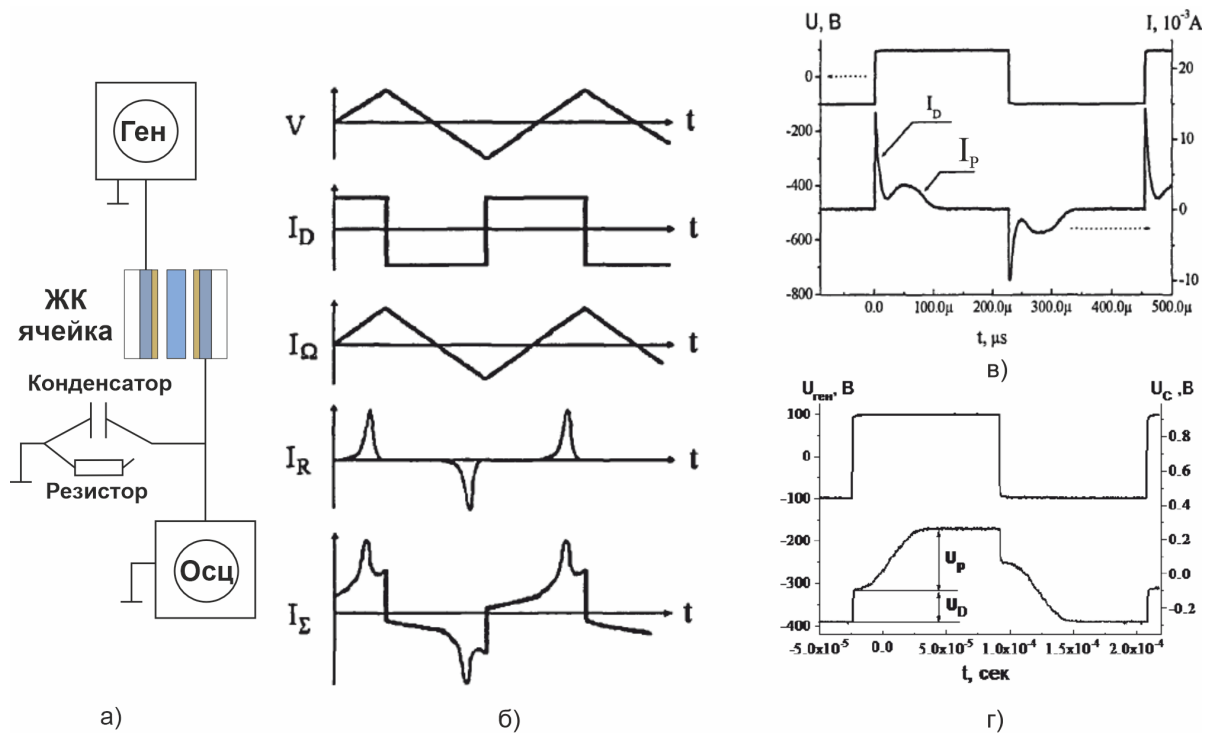 Ген
ЖК
ячейка
Конденсатор
Резистор
Осц
а)
V
t
I_D
t
I_Ω
t
I_R
t
I_Σ
t
б)
U, В
I, 10⁻³А
0
-200
-400
-600
-800
20
10
0
-10
I_D
I_P
0.0
100.0µ
200.0µ
300.0µ
400.0µ
500.0µ
t, µs
в)
U_ген, В
U_C ,В
100
0
-100
-200
-300
-400
0.8
0.6
0.4
0.2
0.0
-0.2
U_p
U_D
-5.0x10⁻⁵
0.0
5.0x10⁻⁵
1.0x10⁻⁴
1.5x10⁻⁴
2.0x10⁻⁴
t, сек
г)